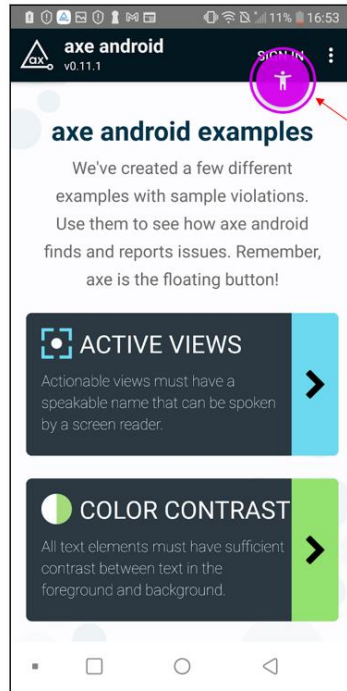 11% 16:53
axe android
v0.11.1
SIGN IN
axe android examples
We've created a few different
examples with sample violations.
Use them to see how axe android
finds and reports issues. Remember,
axe is the floating button!
ACTIVE VIEWS
Actionable views must have a
speakable name that can be spoken
by a screen reader.
COLOR CONTRAST
All text elements must have sufficient
contrast between text in the
foreground and background.